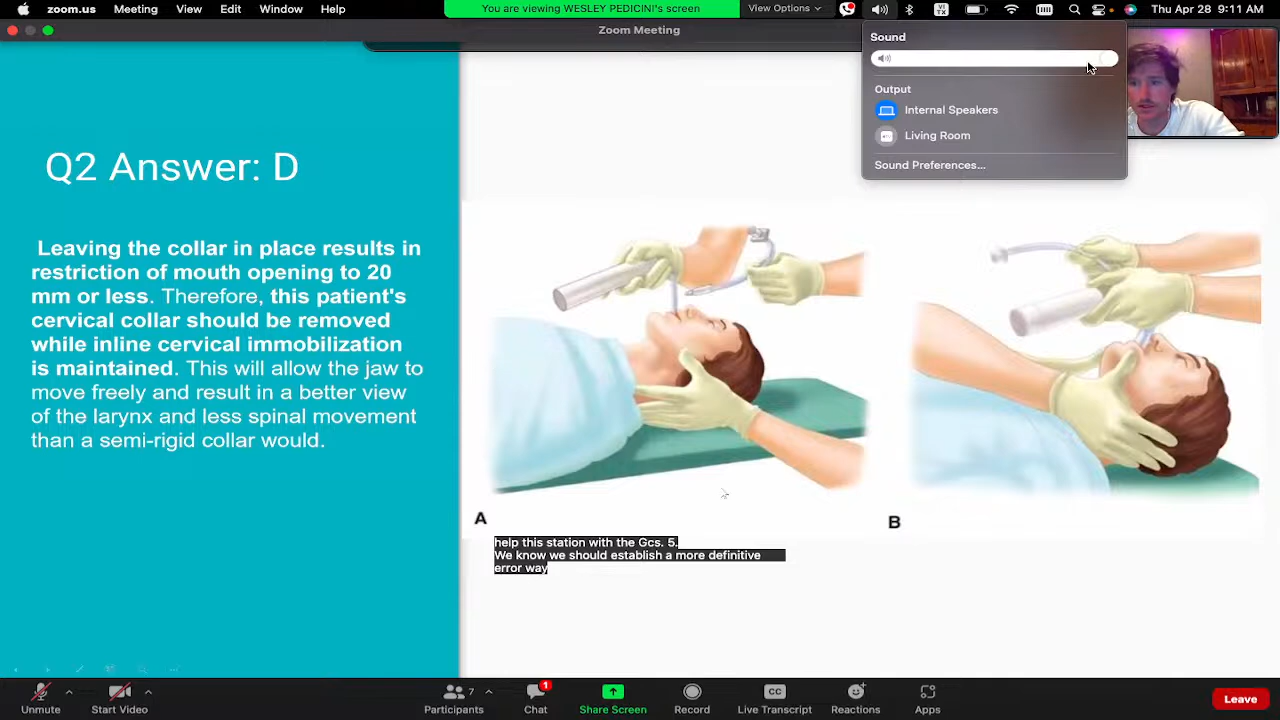 zoom.us Meeting View Edit Window Help
You are viewing WESLEY PEDICINI's screen
View Options
Thu Apr 28 9:11 AM
Zoom Meeting
Sound
Output
Internal Speakers
Living Room
Sound Preferences...
Q2 Answer: D
Leaving the collar in place results in
restriction of mouth opening to 20
mm or less. Therefore, this patient's
cervical collar should be removed
while inline cervical immobilization
is maintained. This will allow the jaw to
move freely and result in a better view
of the larynx and less spinal movement
than a semi-rigid collar would.
A
B
help this station with the Gcs. 5.
We know we should establish a more definitive
error way
Unmute
Start Video
7
Participants
1
Chat
Share Screen
Record
CC
Live Transcript
Reactions
Apps
Leave